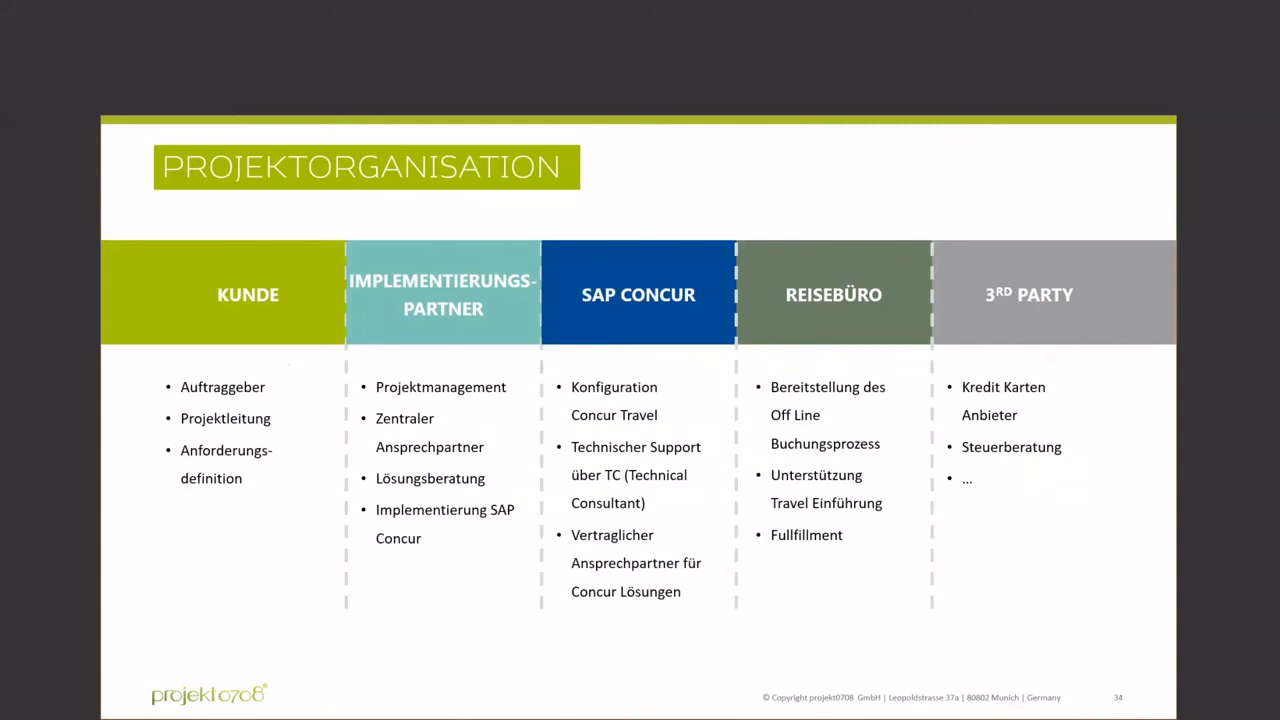 PROJEKTORGANISATION
KUNDE
IMPLEMENTIERUNGS-
PARTNER
SAP CONCUR
REISEBÜRO
3RD PARTY
• Auftraggeber
• Projektleitung
• Anforderungs-
definition
• Projektmanagement
• Zentraler
Ansprechpartner
• Lösungsberatung
• Implementierung SAP
Concur
• Konfiguration
Concur Travel
• Technischer Support
über TC (Technical
Consultant)
• Vertraglicher
Ansprechpartner für
Concur Lösungen
• Bereitstellung des
Off Line
Buchungsprozess
• Unterstützung
Travel Einführung
• Fullfillment
• Kredit Karten
Anbieter
• Steuerberatung
• ...
projekt0708®
© Copyright projekt0708 GmbH | Leopoldstrasse 37a | 80802 Munich | Germany
34